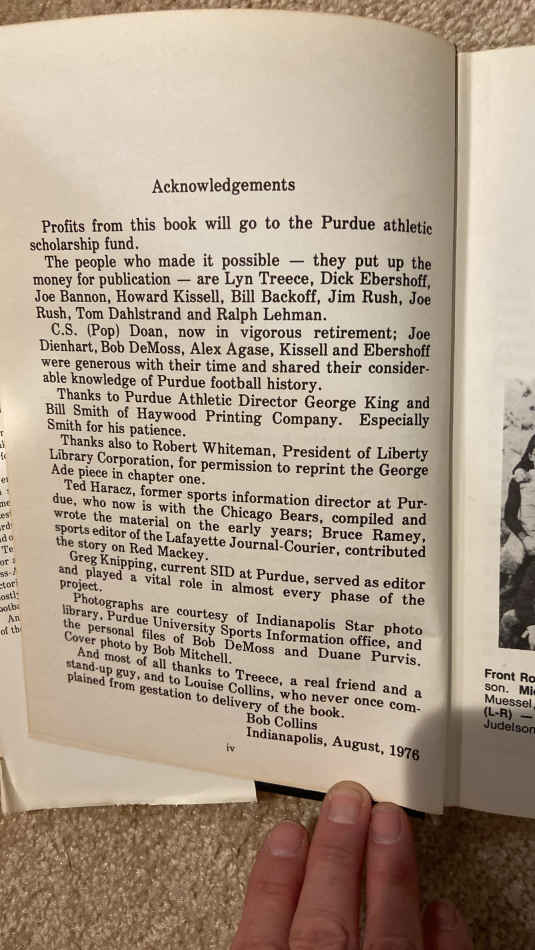 Acknowledgements
Profits from this book will go to the Purdue athletic
scholarship fund.
The people who made it possible — they put up the
money for publication — are Lyn Treece, Dick Ebershoff,
Joe Bannon, Howard Kissell, Bill Backoff, Jim Rush, Joe
Rush, Tom Dahlstrand and Ralph Lehman.
C.S. (Pop) Doan, now in vigorous retirement; Joe
Dienhart, Bob DeMoss, Alex Agase, Kissell and Ebershoff
were generous with their time and shared their consider-
able knowledge of Purdue football history.
Thanks to Purdue Athletic Director George King and
Bill Smith of Haywood Printing Company. Especially
Smith for his patience.
Thanks also to Robert Whiteman, President of Liberty
Library Corporation, for permission to reprint the George
Ade piece in chapter one.
Ted Haracz, former sports information director at Pur-
due, who now is with the Chicago Bears, compiled and
wrote the material on the early years; Bruce Ramey,
sports editor of the Lafayette Journal-Courier, contributed
the story on Red Mackey.
Greg Knipping, current SID at Purdue, served as editor
and played a vital role in almost every phase of the
project.
Photographs are courtesy of Indianapolis Star photo
library, Purdue University Sports Information office, and
the personal files of Bob DeMoss and Duane Purvis.
Cover photo by Bob Mitchell.
And most of all thanks to Treece, a real friend and a
stand-up guy, and to Louise Collins, who never once com-
plained from gestation to delivery of the book.
Bob Collins
Indianapolis, August, 1976
iv
Front Ro
son. Mi
Muessel,
(L-R) —
Judelson